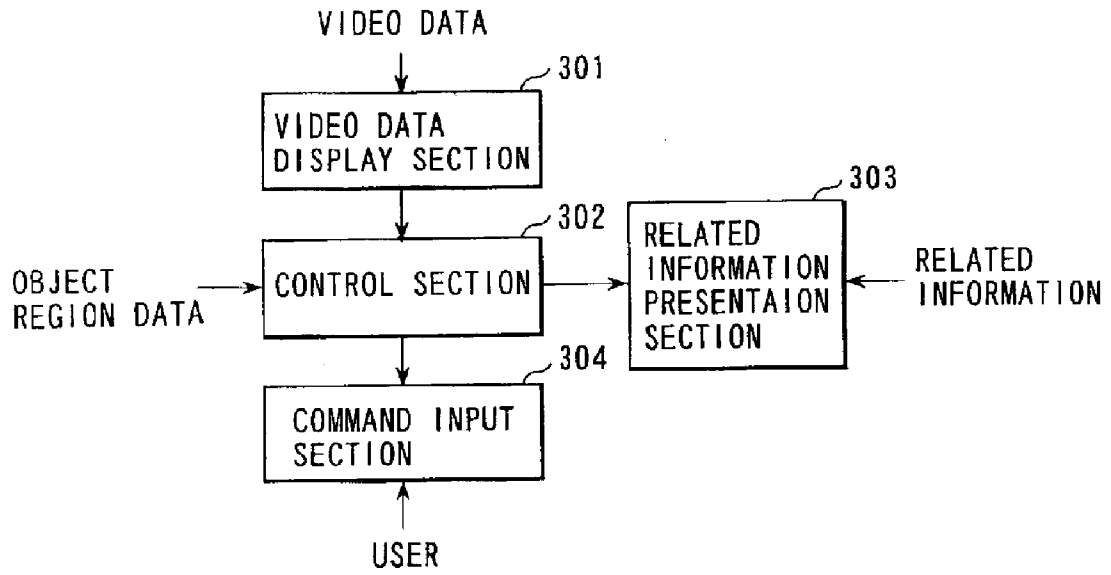 VIDEO DATA
301
VIDEO DATA
DISPLAY SECTION
302
303
OBJECT
REGION DATA
CONTROL SECTION
RELATED
INFORMATION
PRESENTAION
SECTION
RELATED
INFORMATION
304
COMMAND INPUT
SECTION
USER